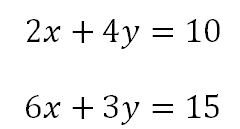 2x + 4y = 10
6x + 3y = 15